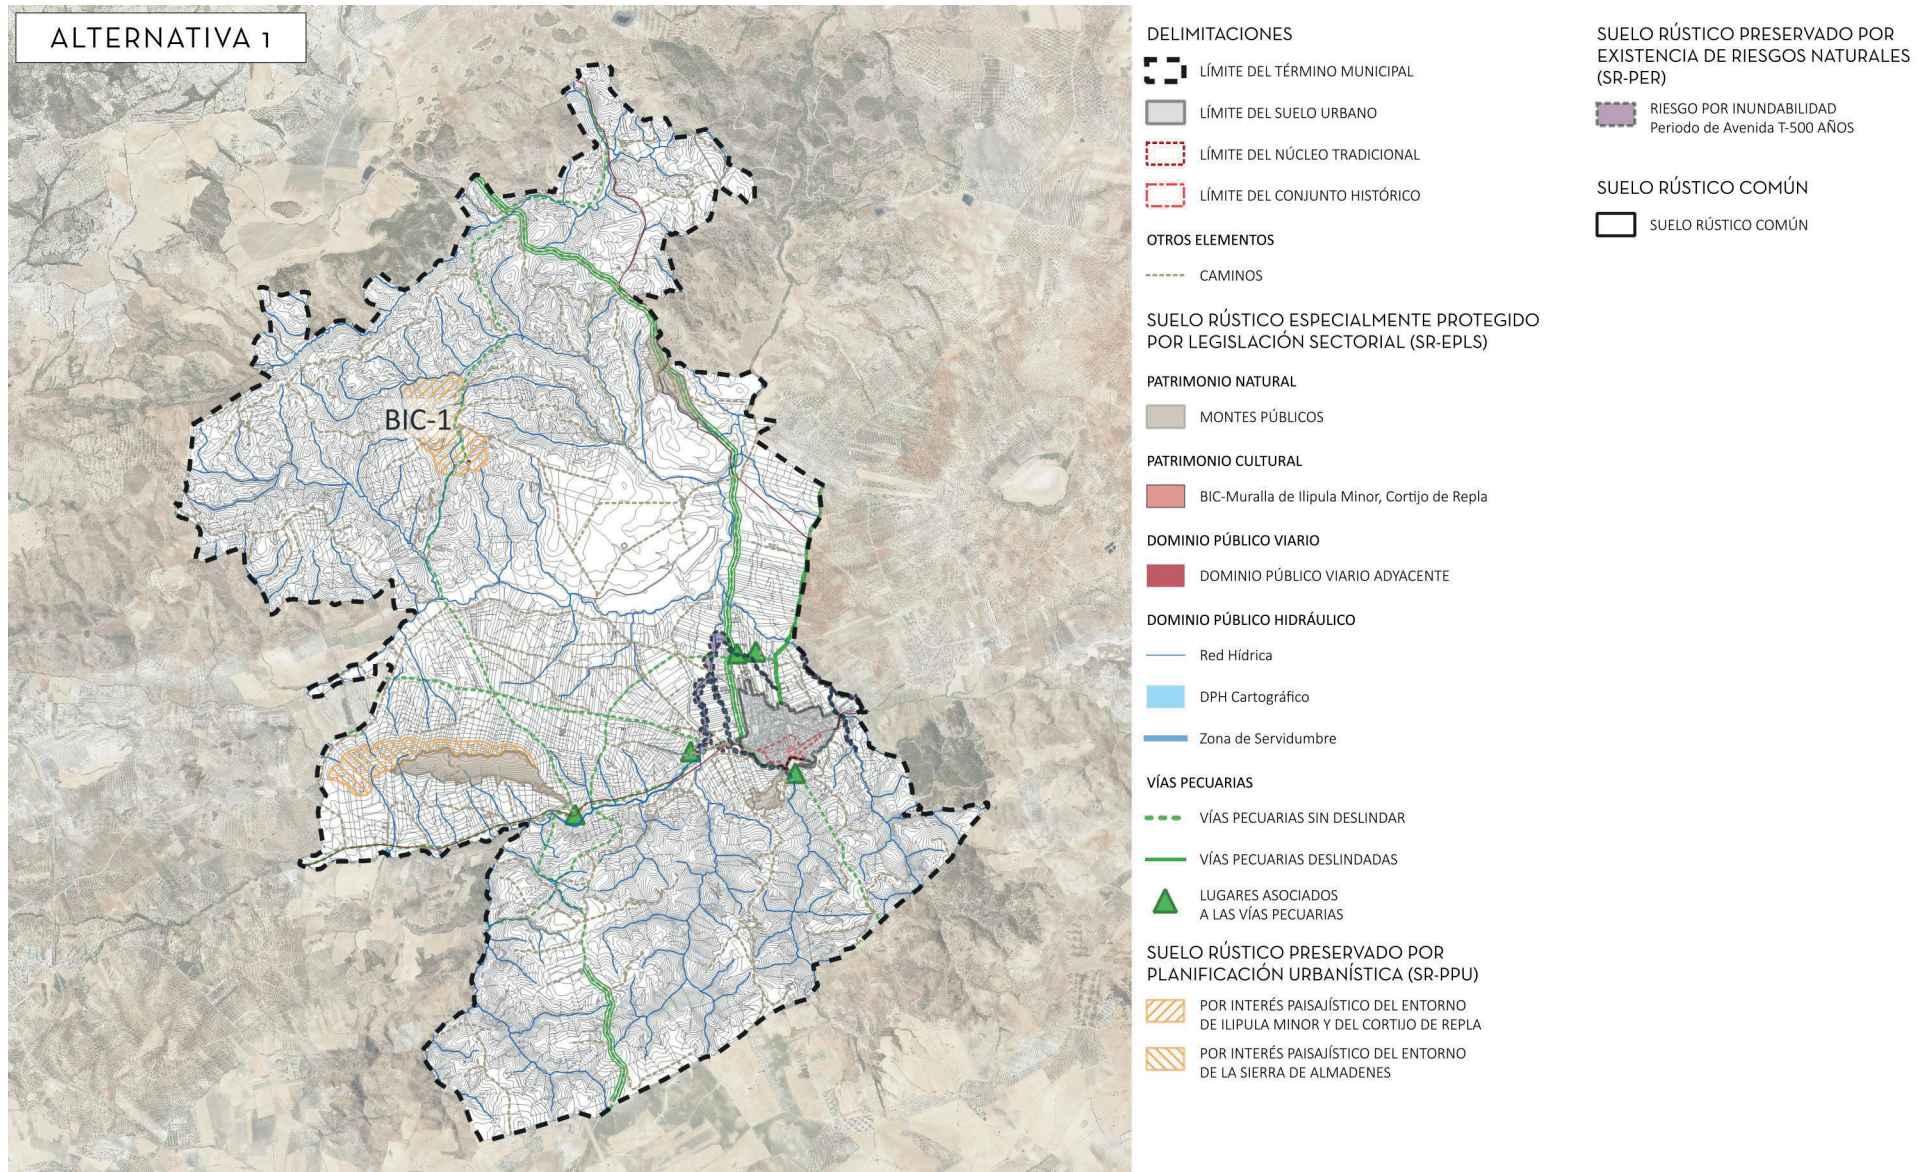 ALTERNATIVA 1
BIC-1
DELIMITACIONES
LÍMITE DEL TÉRMINO MUNICIPAL
LÍMITE DEL SUELO URBANO
LÍMITE DEL NÚCLEO TRADICIONAL
LÍMITE DEL CONJUNTO HISTÓRICO
OTROS ELEMENTOS
CAMINOS
SUELO RÚSTICO ESPECIALMENTE PROTEGIDO
POR LEGISLACIÓN SECTORIAL (SR-EPLS)
PATRIMONIO NATURAL
MONTES PÚBLICOS
PATRIMONIO CULTURAL
BIC-Muralla de Ilipula Minor, Cortijo de Repla
DOMINIO PÚBLICO VIARIO
DOMINIO PÚBLICO VIARIO ADYACENTE
DOMINIO PÚBLICO HIDRÁULICO
Red Hídrica
DPH Cartográfico
Zona de Servidumbre
VÍAS PECUARIAS
VÍAS PECUARIAS SIN DESLINDAR
VÍAS PECUARIAS DESLINDADAS
LUGARES ASOCIADOS
A LAS VÍAS PECUARIAS
SUELO RÚSTICO PRESERVADO POR
PLANIFICACIÓN URBANÍSTICA (SR-PPU)
POR INTERÉS PAISAJÍSTICO DEL ENTORNO
DE ILIPULA MINOR Y DEL CORTIJO DE REPLA
POR INTERÉS PAISAJÍSTICO DEL ENTORNO
DE LA SIERRA DE ALMADENES
SUELO RÚSTICO PRESERVADO POR
EXISTENCIA DE RIESGOS NATURALES
(SR-PER)
RIESGO POR INUNDABILIDAD
Periodo de Avenida T-500 AÑOS
SUELO RÚSTICO COMÚN
SUELO RÚSTICO COMÚN